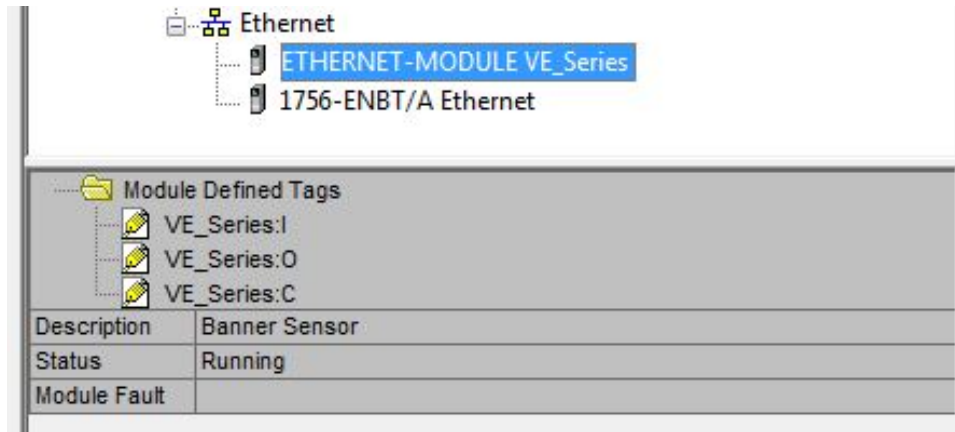 Ethernet
ETHERNET-MODULE VE_Series
1756-ENBT/A Ethernet
Module Defined Tags
VE_Series:I
VE_Series:O
VE_Series:C
Description Banner Sensor
Status Running
Module Fault